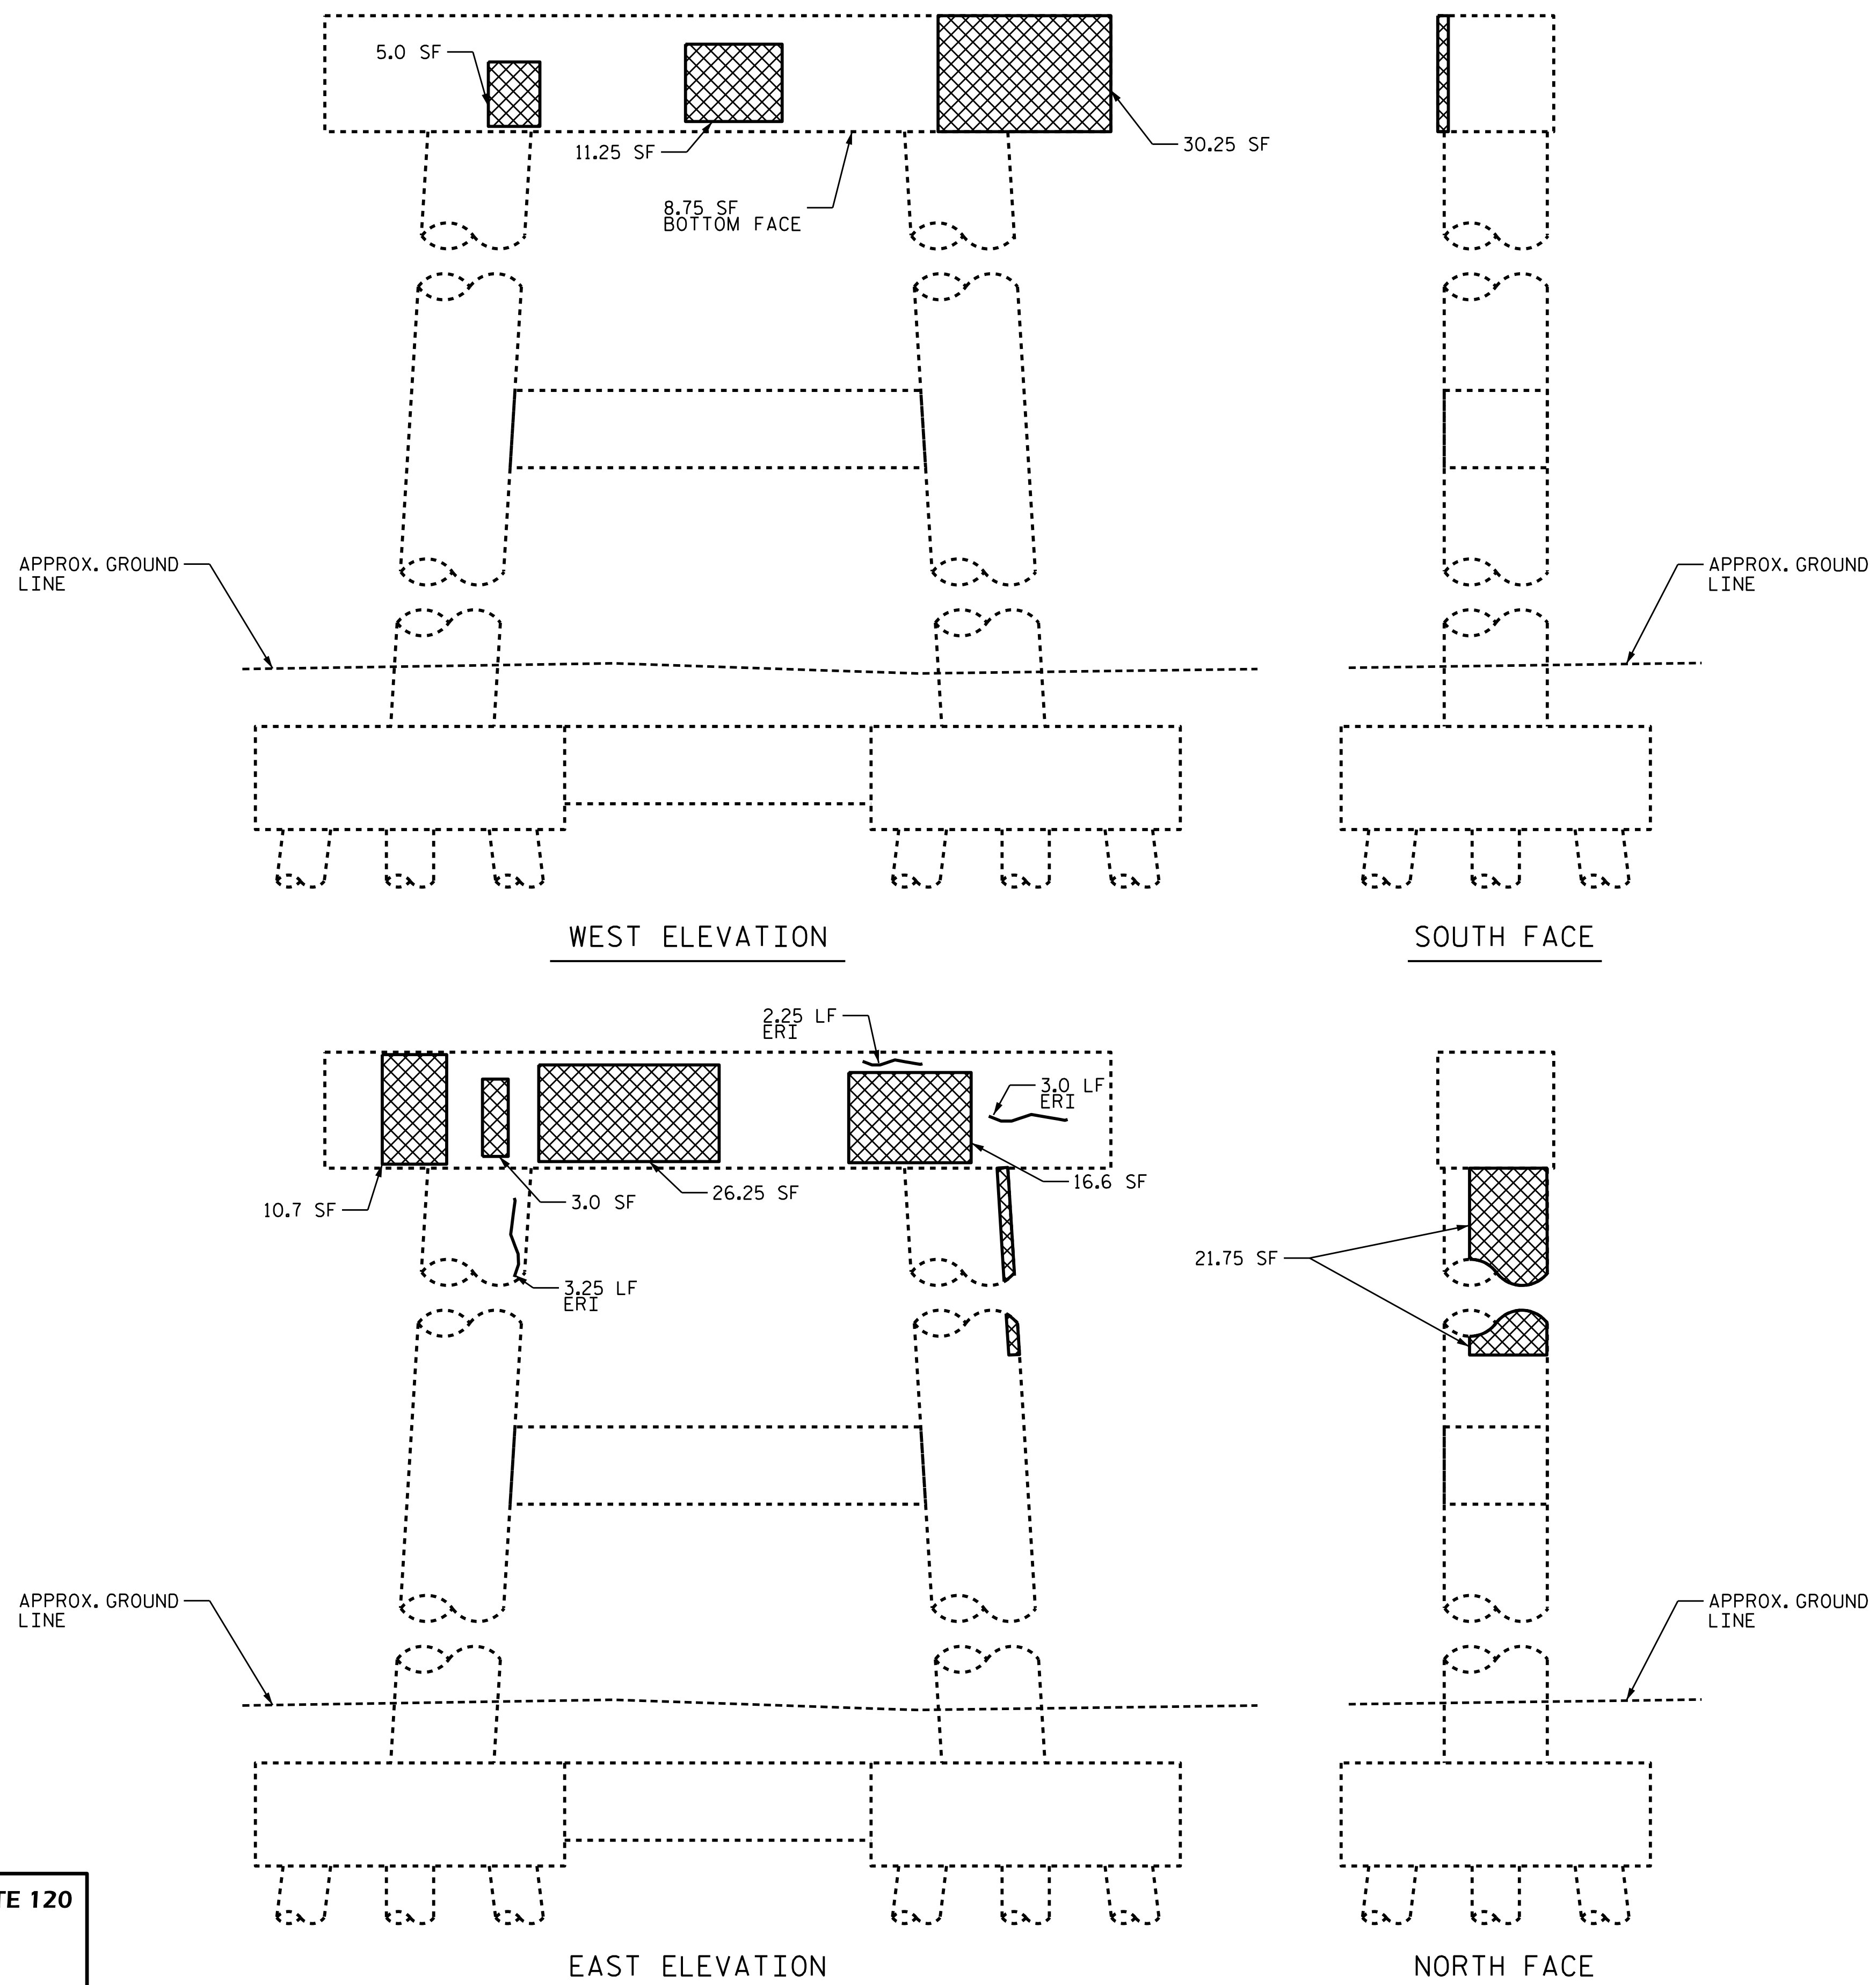 5.0 SF
11.25 SF
30.25 SF
8.75 SF
BOTTOM FACE
APPROX. GROUND
LINE
APPROX. GROUND
LINE
WEST ELEVATION
SOUTH FACE
2.25 LF
ERI
3.0 LF
ERI
10.7 SF
3.0 SF
26.25 SF
16.6 SF
3.25 LF
ERI
21.75 SF
APPROX. GROUND
LINE
APPROX. GROUND
LINE
TE 120
EAST ELEVATION
NORTH FACE